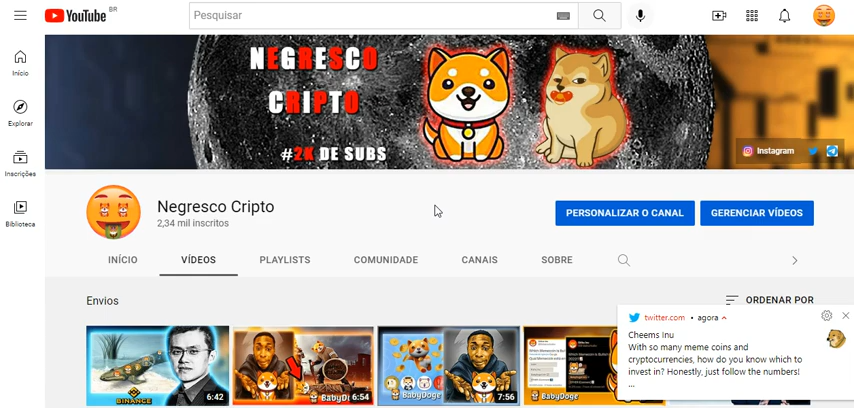 YouTube BR
Pesquisar
NEGRESCO
CRIPTO
#2K DE SUBS
Instagram
Início
Explorar
Inscrições
Biblioteca
Negresco Cripto
2,34 mil inscritos
PERSONALIZAR O CANAL
GERENCIAR VÍDEOS
INÍCIO VÍDEOS PLAYLISTS COMUNIDADE CANAIS SOBRE
Envios
ORDENAR POR
BINANCE
6:42
BabyD
6:54
BabyDoge
7:56
BabyDoge
twitter.com • agora
Cheems Inu
With so many meme coins and
cryptocurrencies, how do you know which to
invest in? Honestly, just follow the numbers!
...